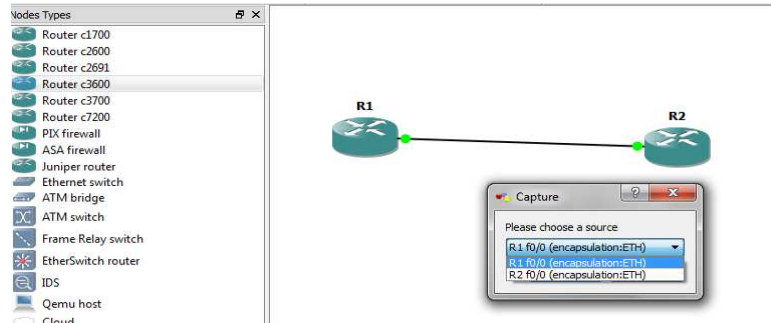 Nodes Types
Router c1700
Router c2600
Router c2691
Router c3600
Router c3700
Router c7200
PIX firewall
ASA firewall
Juniper router
Ethernet switch
ATM bridge
ATM switch
Frame Relay switch
EtherSwitch router
IDS
Qemu host
Cloud
R1
R2
Capture
Please choose a source
R1 f0/0 (encapsulation:ETH)
R1 f0/0 (encapsulation:ETH)
R2 f0/0 (encapsulation:ETH)